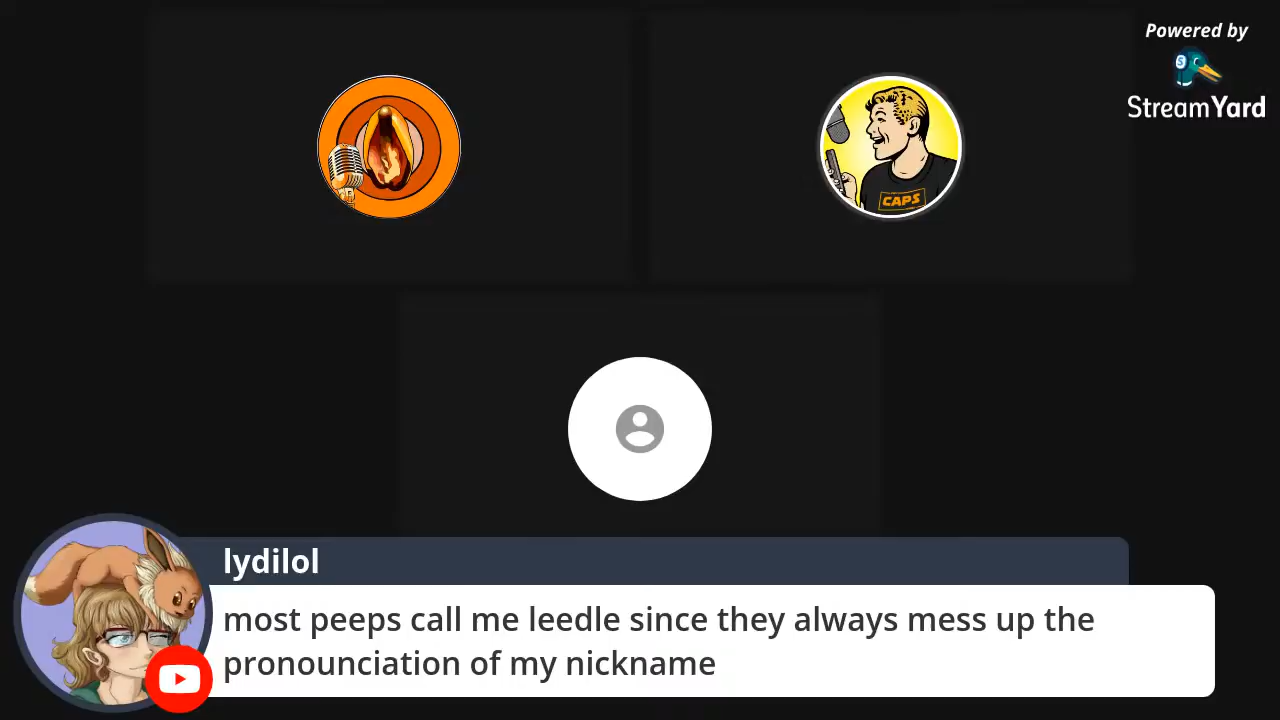 Powered by
StreamYard
CAPS
lydilol
most peeps call me leedle since they always mess up the
pronounciation of my nickname